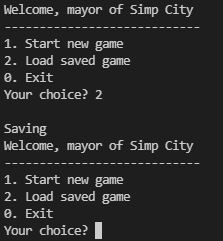 Welcome, mayor of Simp City
----------------------------
1. Start new game
2. Load saved game
0. Exit
Your choice? 2

Saving
Welcome, mayor of Simp City
----------------------------
1. Start new game
2. Load saved game
0. Exit
Your choice?